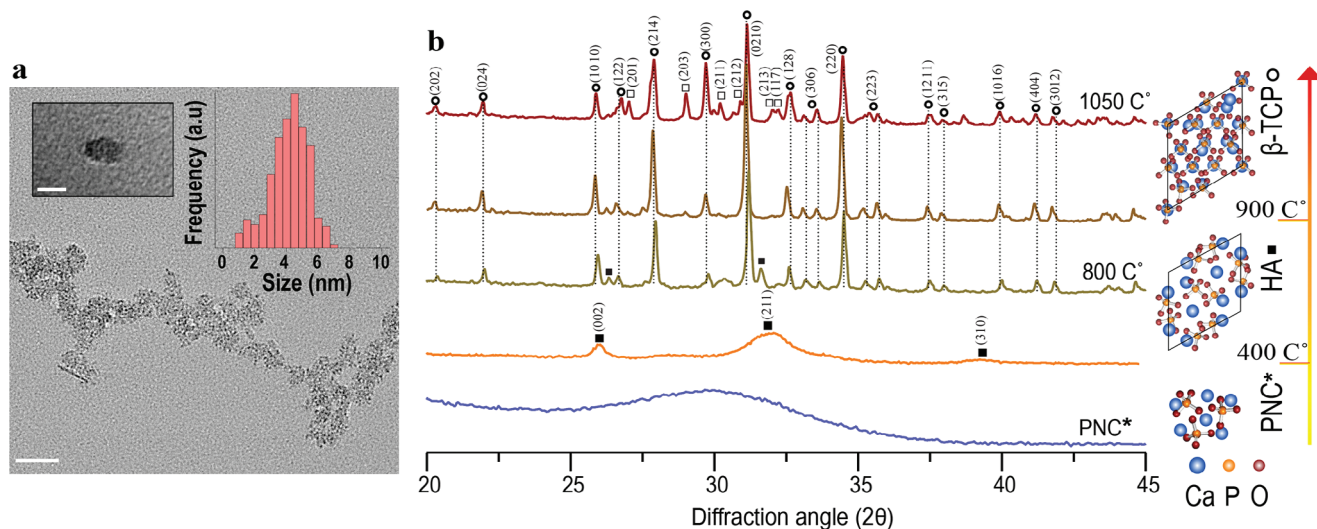 a
Frequency (a.u)
0 2 4 6 8 10
Size (nm)
b
(202)
(024)
(1010)
(122)
(201)
(214)
(203)
(300)
(211)
(212)
(0210)
(213)
(117)
(128)
(306)
(220)
(223)
(1211)
(315)
(1016)
(404)
(3012)
1050 C°
900 C°
800 C°
(002)
(211)
(310)
400 C°
PNC*
20 25 30 35 40 45
Diffraction angle (2θ)
β-TCP
HA
PNC*
Ca P O